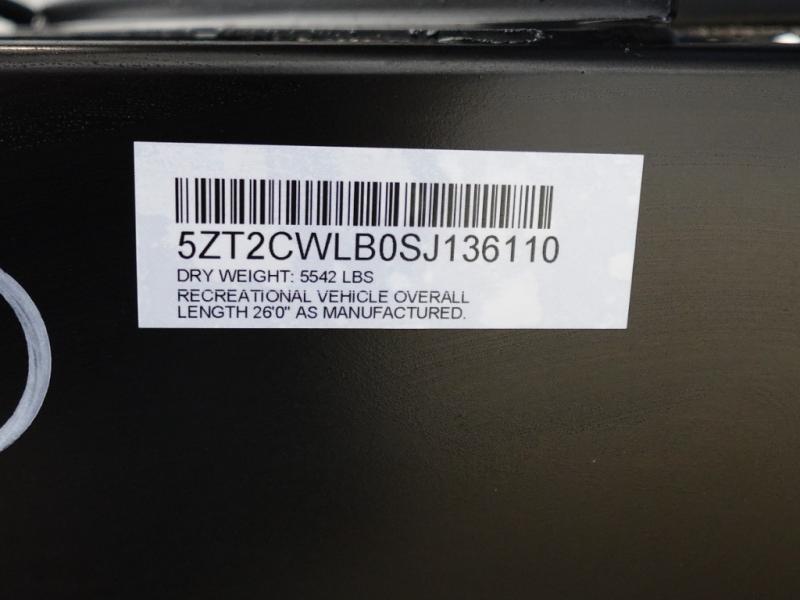 5ZT2CWLB0SJ136110
DRY WEIGHT: 5542 LBS
RECREATIONAL VEHICLE OVERALL
LENGTH 26'0" AS MANUFACTURED.